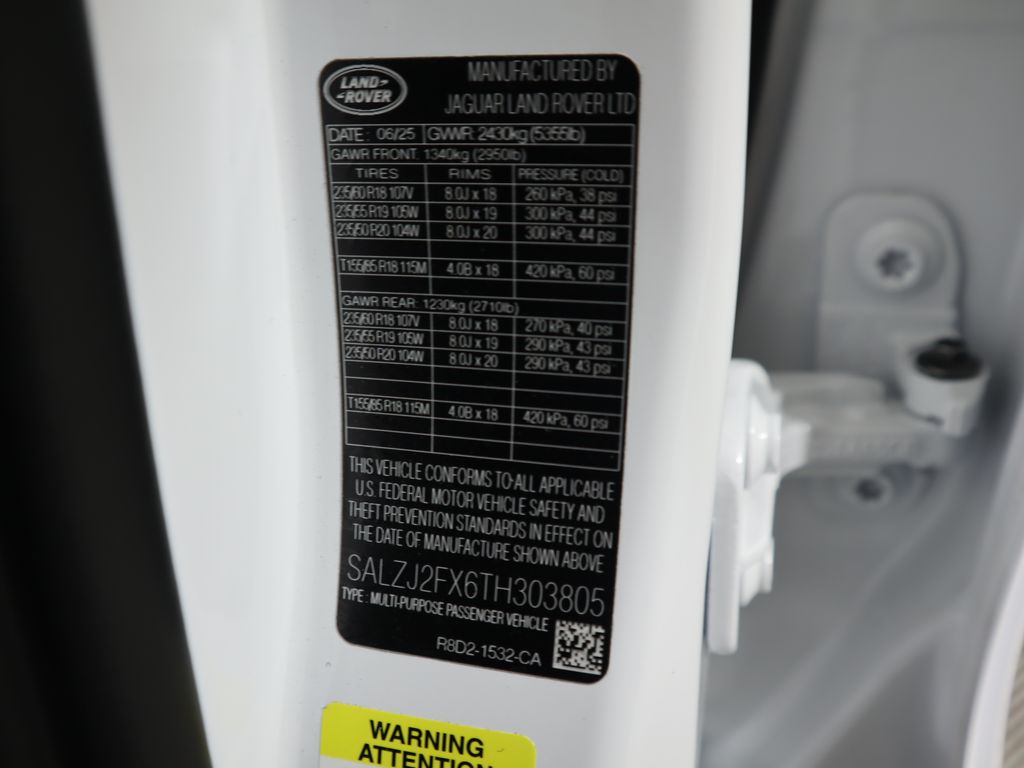 LAND-
-ROVER
MANUFACTURED BY
JAGUAR LAND ROVER LTD
DATE : 06/25 GVWR: 2430kg (5355lb)
GAWR FRONT: 1340kg (2950lb)
TIRES RIMS PRESSURE (COLD)
235/60 R18 107V 8.0J x 18 260 kPa, 38 psi
235/55 R19 105W 8.0J x 19 300 kPa, 44 psi
235/50 R20 104W 8.0J x 20 300 kPa, 44 psi
T155/85 R18 115M 4.0B x 18 420 kPa, 60 psi
GAWR REAR: 1230kg (2710lb)
235/60 R18 107V 8.0J x 18 270 kPa, 40 psi
235/55 R19 105W 8.0J x 19 290 kPa, 43 psi
235/50 R20 104W 8.0J x 20 290 kPa, 43 psi
T155/85 R18 115M 4.0B x 18 420 kPa, 60 psi
THIS VEHICLE CONFORMS TO ALL APPLICABLE
U.S. FEDERAL MOTOR VEHICLE SAFETY AND
THEFT PREVENTION STANDARDS IN EFFECT ON
THE DATE OF MANUFACTURE SHOWN ABOVE
SALZJ2FX6TH303805
TYPE : MULTI-PURPOSE PASSENGER VEHICLE
R8D2-1532-CA
WARNING
ATTENTION